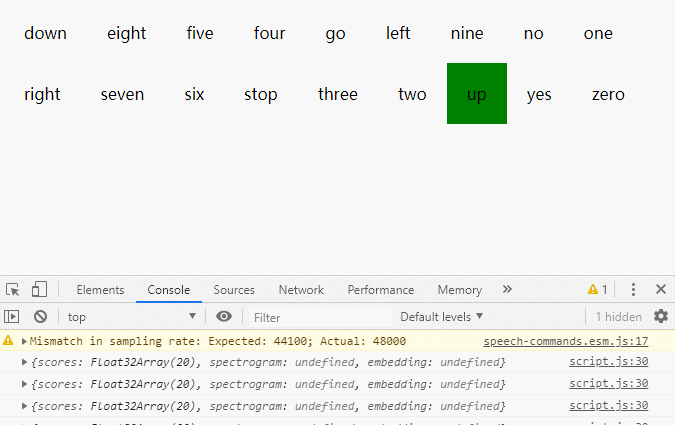 down eight five four go left nine no one
right seven six stop three two up yes zero
Elements Console Sources Network Performance Memory » 1
top Filter Default levels 1 hidden
Mismatch in sampling rate: Expected: 44100; Actual: 48000 speech-commands.esm.js:17
{scores: Float32Array(20), spectrogram: undefined, embedding: undefined} script.js:30
{scores: Float32Array(20), spectrogram: undefined, embedding: undefined} script.js:30
{scores: Float32Array(20), spectrogram: undefined, embedding: undefined} script.js:30